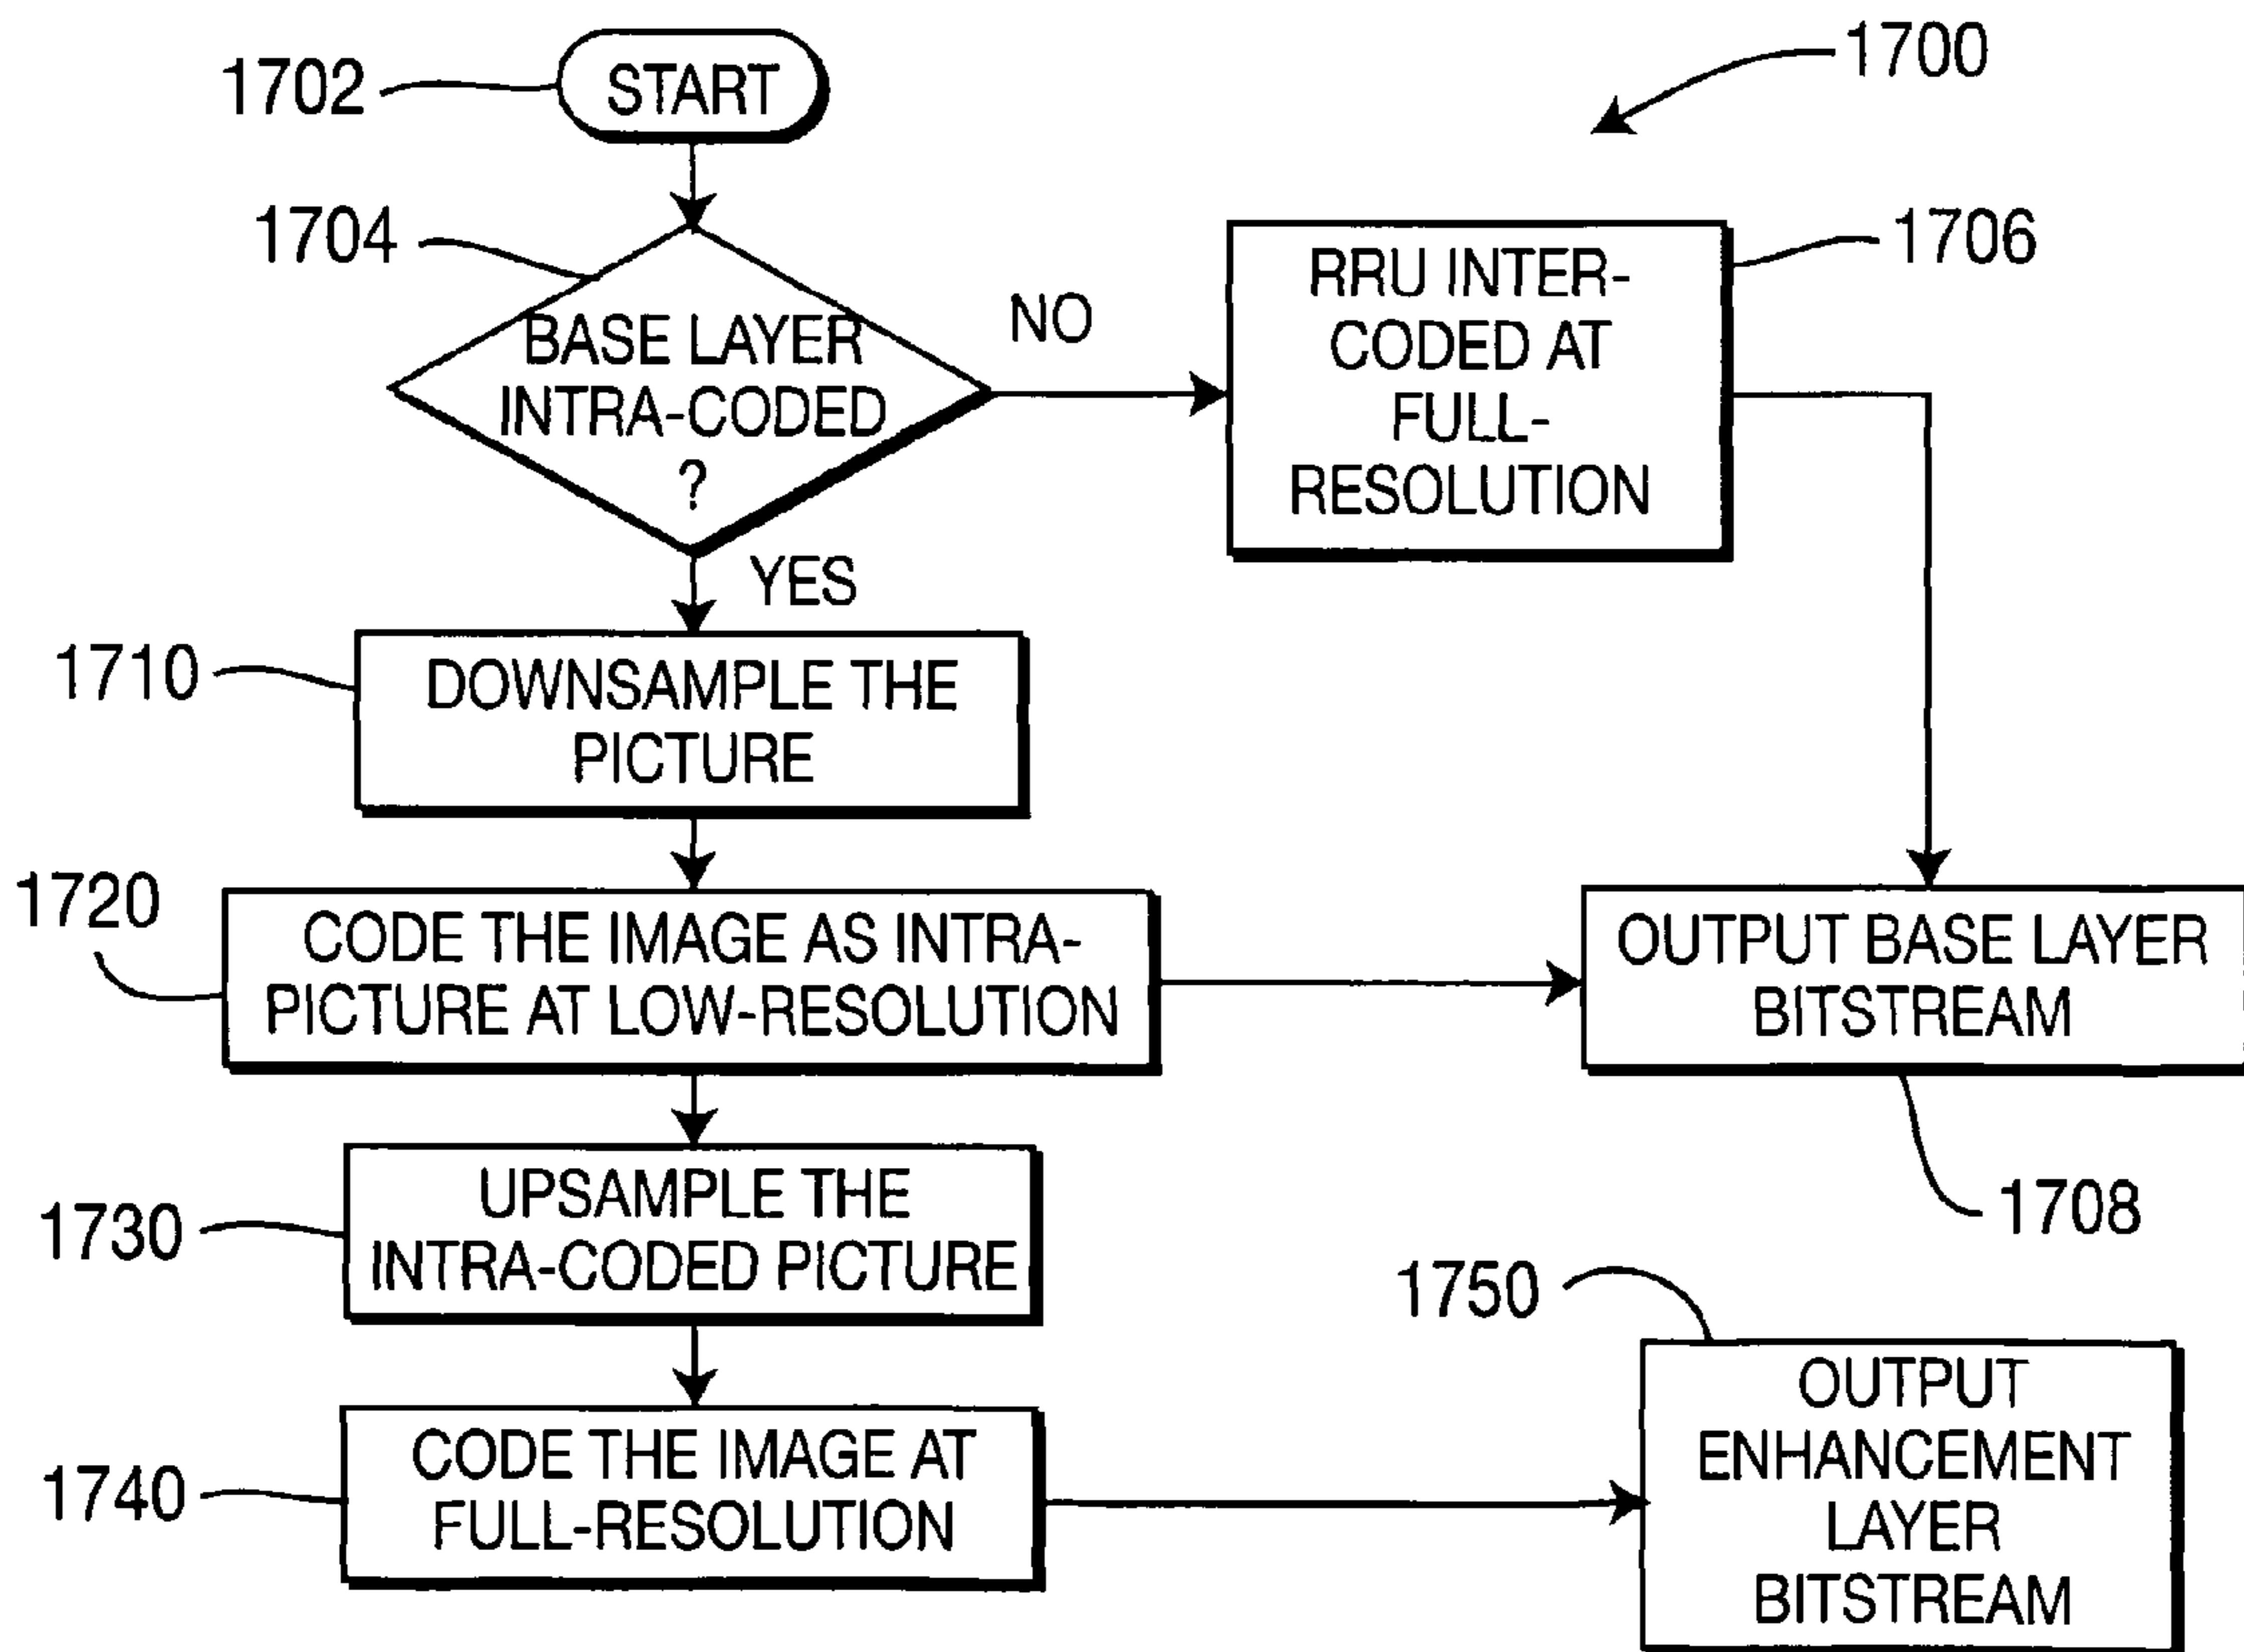 1700
1702
START
1704
BASE LAYER
INTRA-CODED
?
NO
RRU INTER-
CODED AT
FULL-
RESOLUTION
1706
YES
1710
DOWNSAMPLE THE
PICTURE
1720
CODE THE IMAGE AS INTRA-
PICTURE AT LOW-RESOLUTION
OUTPUT BASE LAYER
BITSTREAM
1708
1730
UPSAMPLE THE
INTRA-CODED PICTURE
1740
CODE THE IMAGE AT
FULL-RESOLUTION
1750
OUTPUT
ENHANCEMENT
LAYER
BITSTREAM